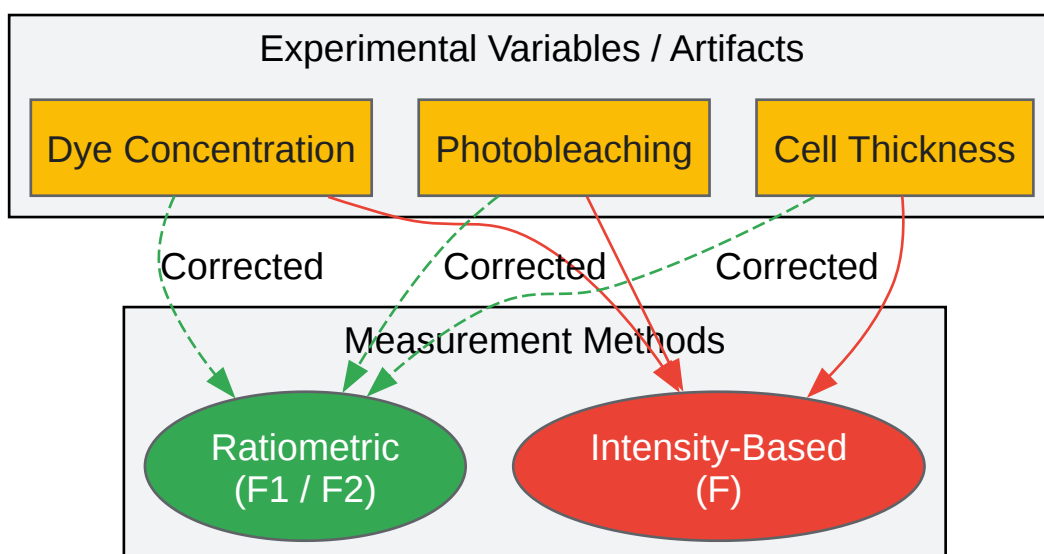 Experimental Variables / Artifacts
Dye Concentration
Photobleaching
Cell Thickness
Corrected
Corrected
Corrected
Measurement Methods
Ratiometric
(F1 / F2)
Intensity-Based
(F)